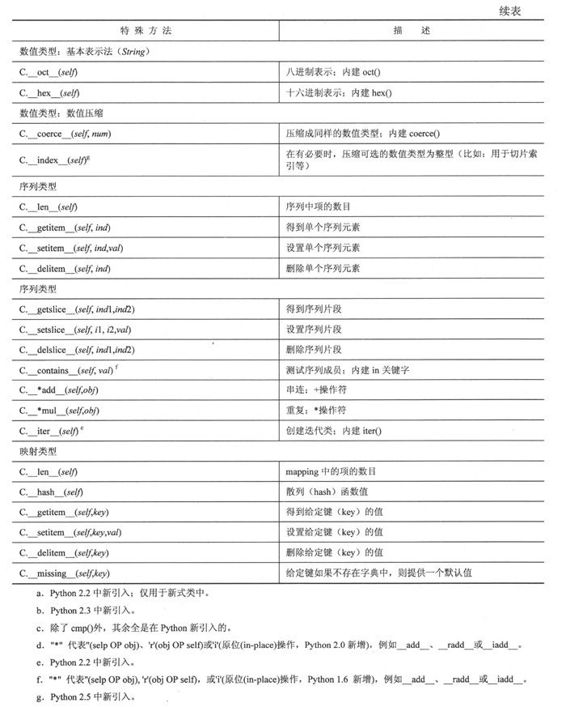 续表
特 殊 方 法 描 述
数值类型：基本表示法（String）
C.__oct__(self) 八进制表示；内建 oct()
C.__hex__(self) 十六进制表示；内建 hex()
数值类型：数值压缩
C.__coerce__(self, num) 压缩成同样的数值类型；内建 coerce()
C.__index__(self)g 在有必要时，压缩可选的数值类型为整型（比如：用于切片索
引等）
序列类型
C.__len__(self) 序列中项的数目
C.__getitem__(self, ind) 得到单个序列元素
C.__setitem__(self, ind,val) 设置单个序列元素
C.__delitem__(self, ind) 删除单个序列元素
序列类型
C.__getslice__(self, ind1,ind2) 得到序列片段
C.__setslice__(self, i1, i2,val) 设置序列片段
C.__delslice__(self, ind1,ind2) 删除序列片段
C.__contains__(self, val) f 测试序列成员；内建 in 关键字
C.__*add__(self,obj) 串连；+操作符
C.__*mul__(self,obj) 重复；*操作符
C.__iter__(self) e 创建迭代类；内建 iter()
映射类型
C.__len__(self) mapping 中的项的数目
C.__hash__(self) 散列（hash）函数值
C.__getitem__(self,key) 得到给定键（key）的值
C.__setitem__(self,key,val) 设置给定键（key）的值
C.__delitem__(self,key) 删除给定键（key）的值
C.__missing__(self,key) 给定键如果不存在字典中，则提供一个默认值
a．Python 2.2 中新引入；仅用于新式类中。
b．Python 2.3 中新引入。
c．除了 cmp()外，其余全是在 Python 新引入的。
d．"*" 代表''(selp OP obj)、'r'(obj OP self)或'i'(原位(in-place)操作，Python 2.0 新增)，例如__add__、__radd__或__iadd__。
e．Python 2.2 中新引入。
f．"*" 代表''(selp OP obj), 'r'(obj OP self)，或'i'(原位(in-place)操作，Python 1.6 新增)，例如__add__、__radd__或__iadd__。
g．Python 2.5 中新引入。